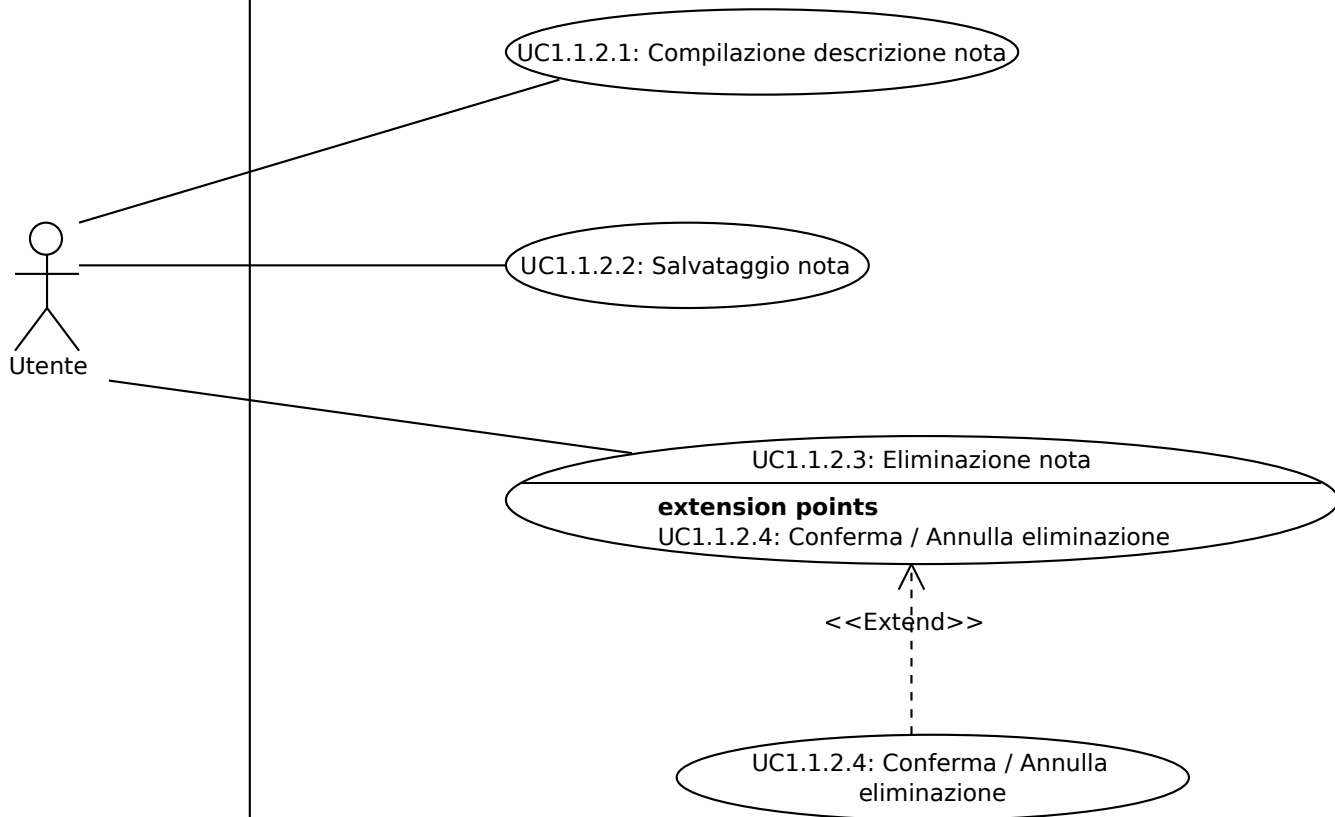 UC1.1.2.1: Compilazione descrizione nota
UC1.1.2.2: Salvataggio nota
Utente
UC1.1.2.3: Eliminazione nota
extension points
UC1.1.2.4: Conferma / Annulla eliminazione
<<Extend>>
UC1.1.2.4: Conferma / Annulla
eliminazione